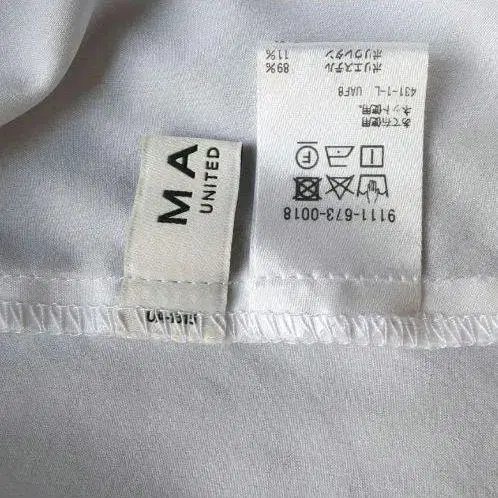 MA
UNITED
9111-673-0018
あて布使用。
ネット使用。
431-1-L UAF8
ポリエステル 89%
ポリウレタン 11%